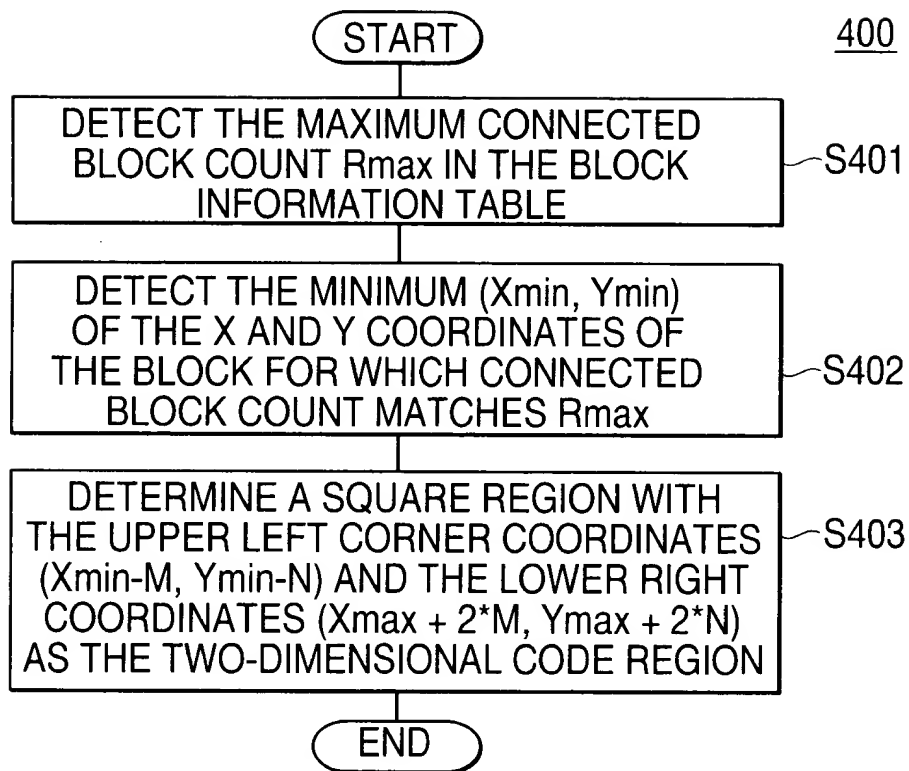 START
400
DETECT THE MAXIMUM CONNECTED
BLOCK COUNT Rmax IN THE BLOCK
INFORMATION TABLE
S401
DETECT THE MINIMUM (Xmin, Ymin)
OF THE X AND Y COORDINATES OF
THE BLOCK FOR WHICH CONNECTED
BLOCK COUNT MATCHES Rmax
S402
DETERMINE A SQUARE REGION WITH
THE UPPER LEFT CORNER COORDINATES
(Xmin-M, Ymin-N) AND THE LOWER RIGHT
COORDINATES (Xmax + 2*M, Ymax + 2*N)
AS THE TWO-DIMENSIONAL CODE REGION
S403
END